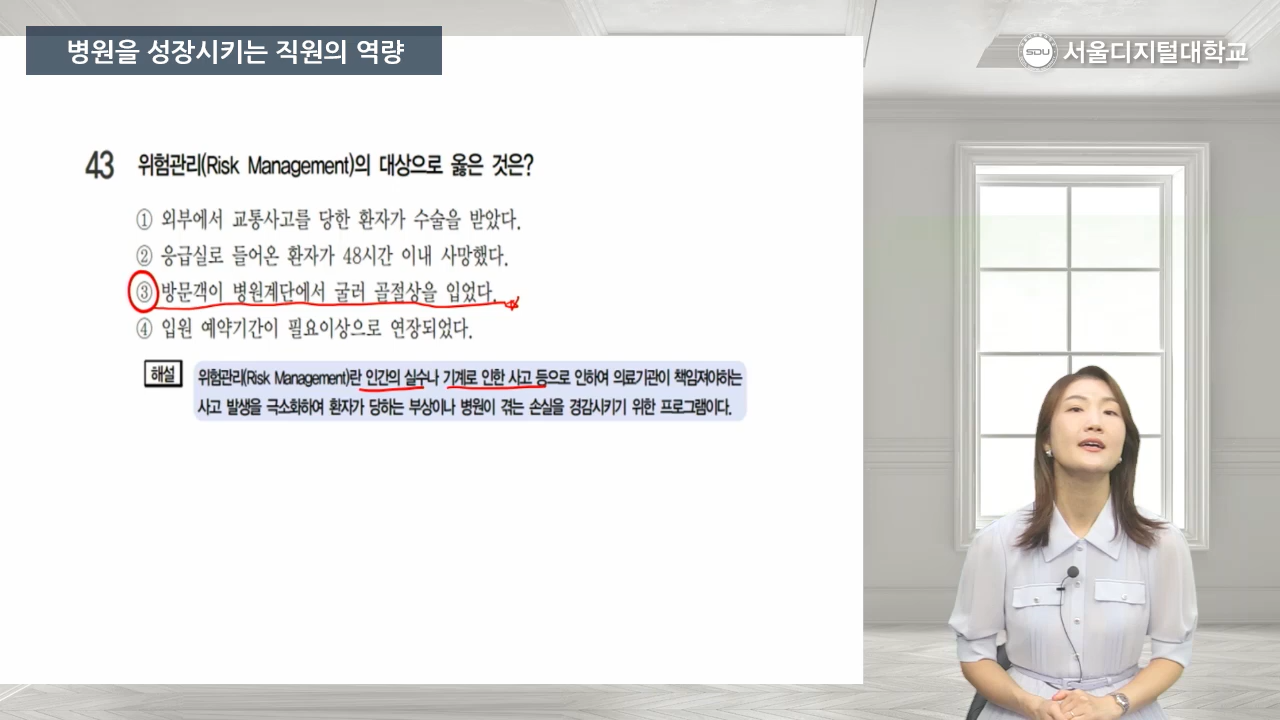 병원을 성장시키는 직원의 역량
SDU 서울디지털대학교
43 위험관리(Risk Management)의 대상으로 옳은 것은?
① 외부에서 교통사고를 당한 환자가 수술을 받았다.
② 응급실로 들어온 환자가 48시간 이내 사망했다.
③ 방문객이 병원계단에서 굴러 골절상을 입었다.
④ 입원 예약기간이 필요이상으로 연장되었다.
해설 위험관리(Risk Management)란 인간의 실수나 기계로 인한 사고 등으로 인하여 의료기관이 책임져야하는
사고 발생을 극소화하여 환자가 당하는 부상이나 병원이 겪는 손실을 경감시키기 위한 프로그램이다.